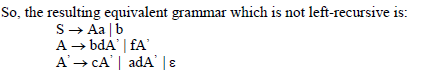 So, the resulting equivalent grammar which is not left-recursive is:
S → Aa | b
A → bdA' | fA'
A' → cA' | adA' | ε